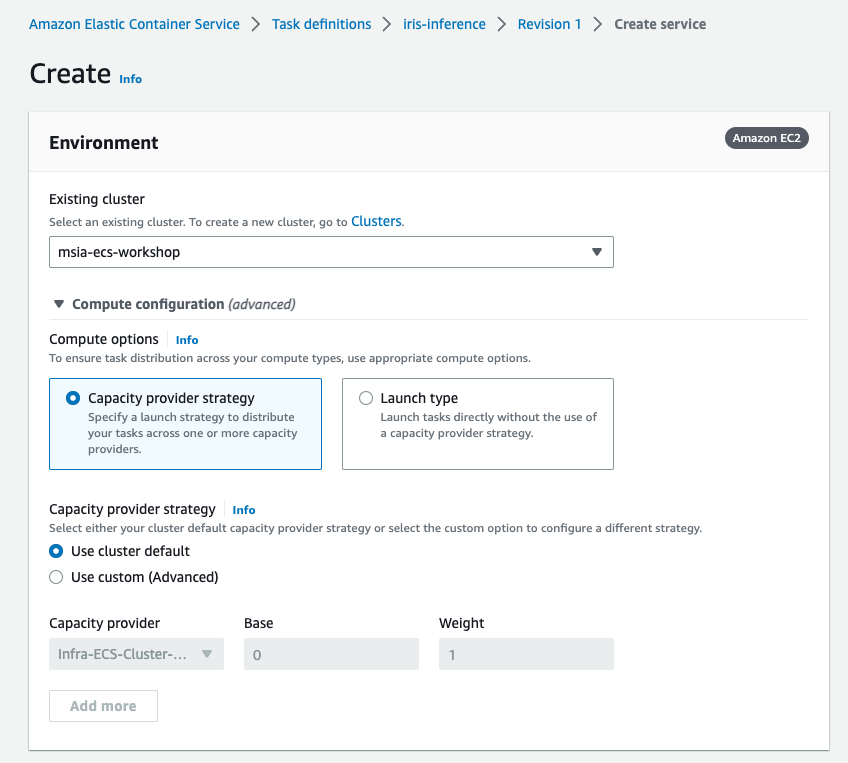 Amazon Elastic Container Service > Task definitions > iris-inference > Revision 1 > Create service
Create Info
Environment Amazon EC2
Existing cluster
Select an existing cluster. To create a new cluster, go to Clusters.
msia-ecs-workshop
Compute configuration (advanced)
Compute options Info
To ensure task distribution across your compute types, use appropriate compute options.
Capacity provider strategy
Specify a launch strategy to distribute
your tasks across one or more capacity
providers.
Launch type
Launch tasks directly without the use of
a capacity provider strategy.
Capacity provider strategy Info
Select either your cluster default capacity provider strategy or select the custom option to configure a different strategy.
Use cluster default
Use custom (Advanced)
Capacity provider Base Weight
Infra-ECS-Cluster-... 0 1
Add more